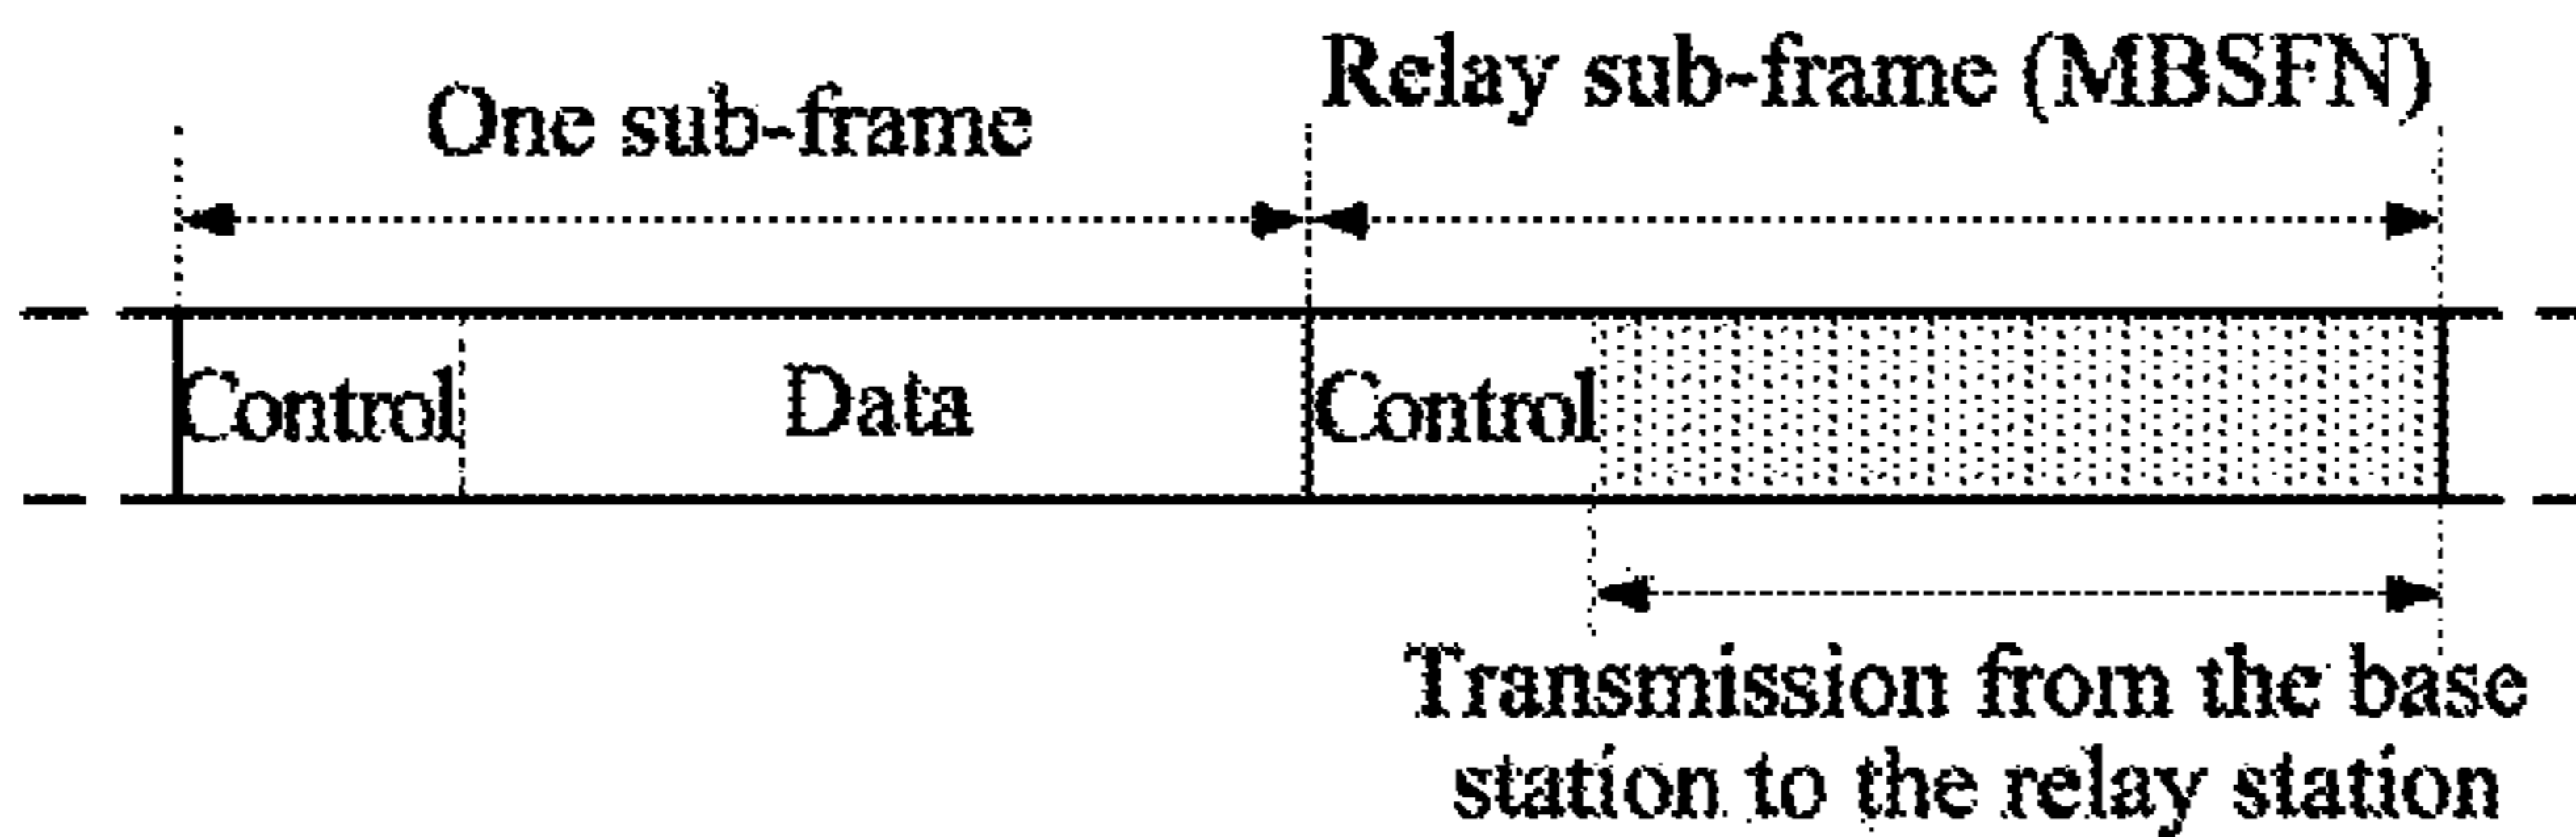 One sub-frame
Relay sub-frame (MBSFN)
Control
Data
Control
Transmission from the base
station to the relay station